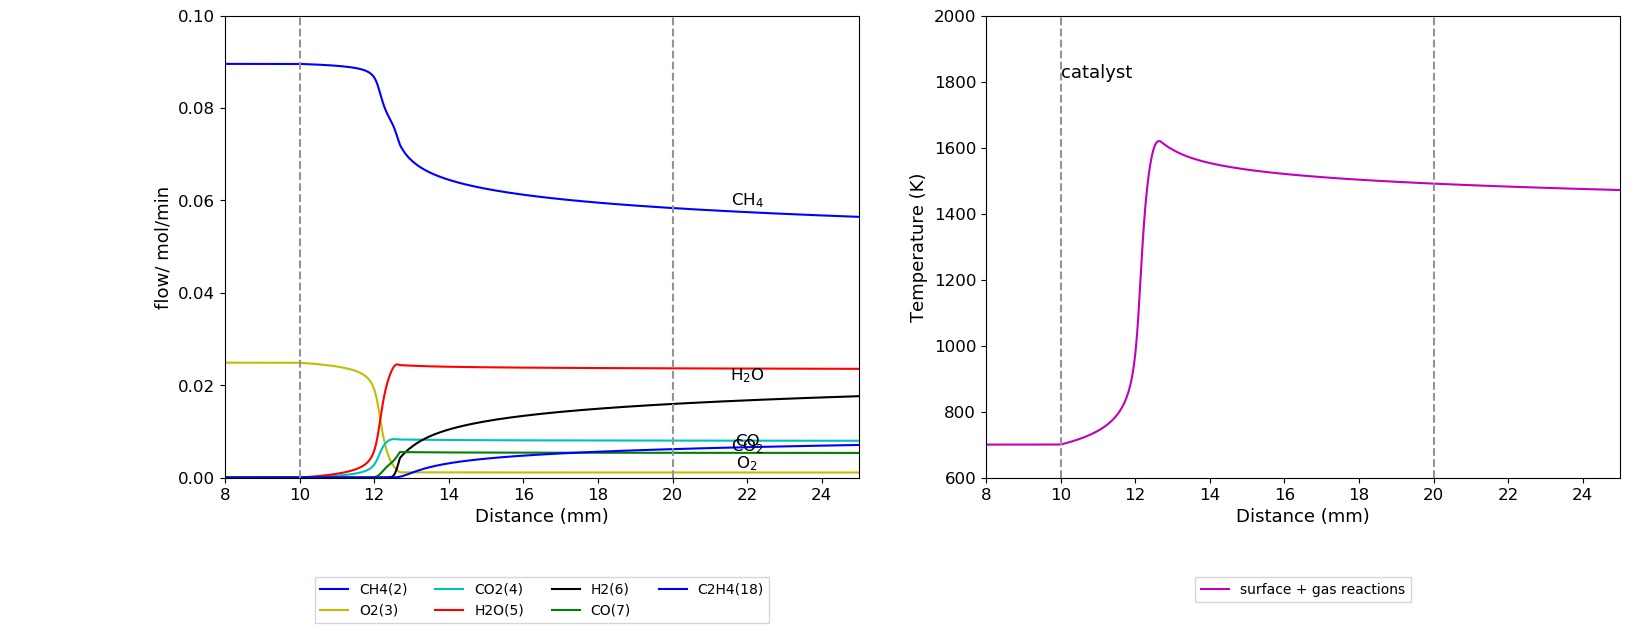 0.10
0.08
0.06
0.04
0.02
0.00
flow/ mol/min
CH₄
H₂O
CO
CO₂
O₂
8 10 12 14 16 18 20 22 24
Distance (mm)
CH4(2) CO2(4) H2(6) C2H4(18)
O2(3) H2O(5) CO(7)
2000
1800
1600
1400
1200
1000
800
600
Temperature (K)
catalyst
8 10 12 14 16 18 20 22 24
Distance (mm)
surface + gas reactions